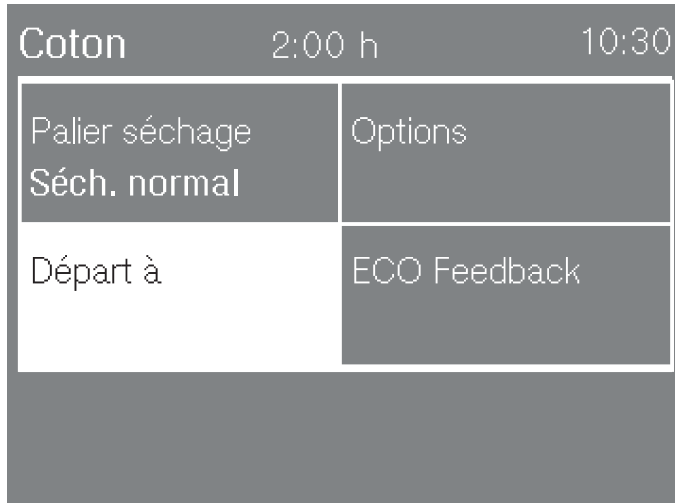 Coton 2:00 h 10:30
Palier séchage
Séch. normal
Options
Départ à
ECO Feedback